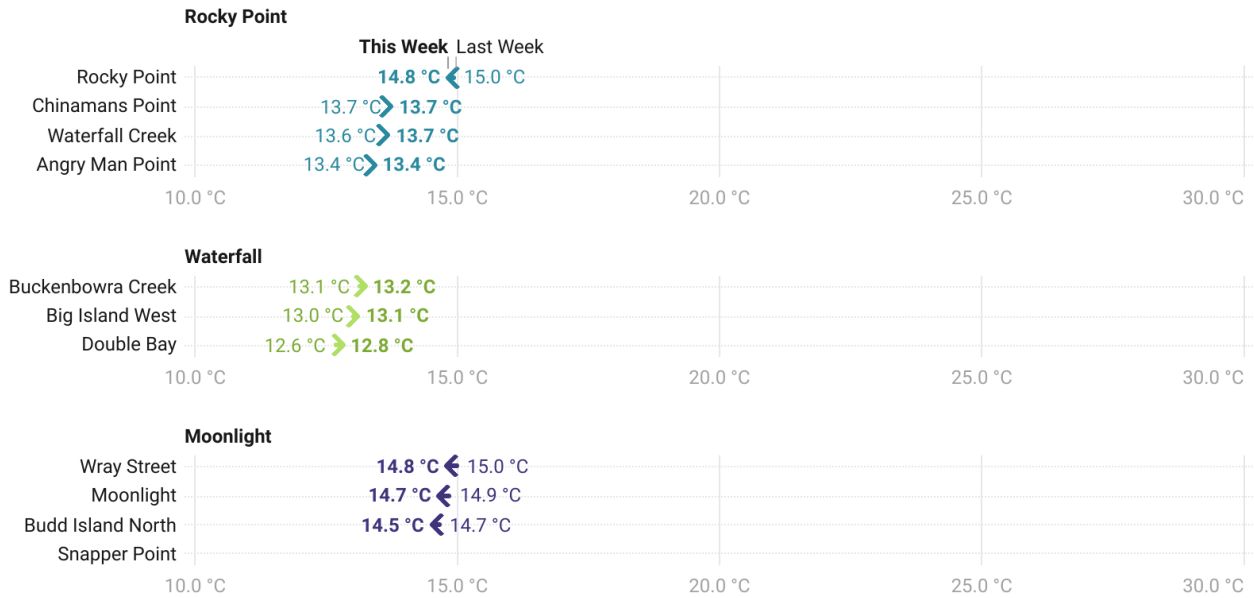 Rocky Point
This Week Last Week
Rocky Point 14.8 °C 15.0 °C
Chinamans Point 13.7 °C 13.7 °C
Waterfall Creek 13.6 °C 13.7 °C
Angry Man Point 13.4 °C 13.4 °C
10.0 °C 15.0 °C 20.0 °C 25.0 °C 30.0 °C
Waterfall
Buckenbowra Creek 13.1 °C 13.2 °C
Big Island West 13.0 °C 13.1 °C
Double Bay 12.6 °C 12.8 °C
10.0 °C 15.0 °C 20.0 °C 25.0 °C 30.0 °C
Moonlight
Wray Street 14.8 °C 15.0 °C
Moonlight 14.7 °C 14.9 °C
Budd Island North 14.5 °C 14.7 °C
Snapper Point
10.0 °C 15.0 °C 20.0 °C 25.0 °C 30.0 °C